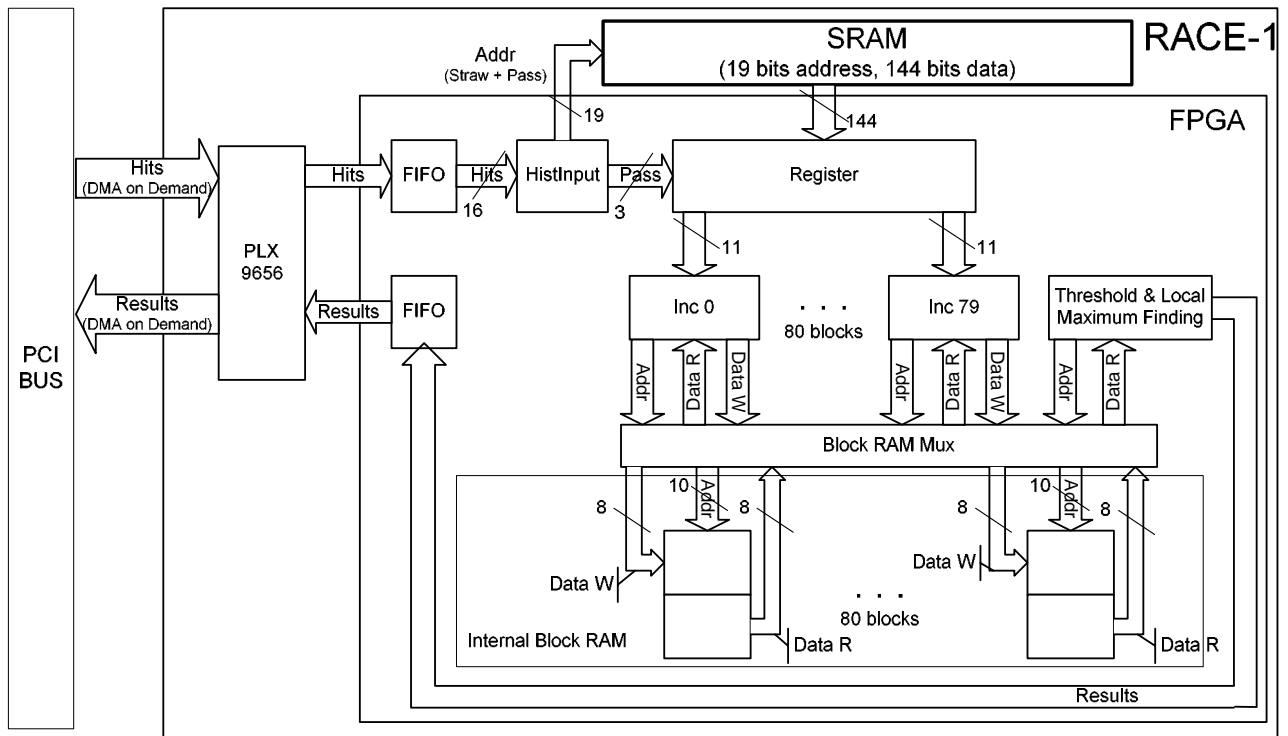 RACE-1
SRAM
(19 bits address, 144 bits data)
Addr
(Straw + Pass)
19
144
FPGA
Hits
(DMA on Demand)
Hits
FIFO
Hits
16
HistInput
Pass
3
Register
PLX
9656
11
11
Results
(DMA on Demand)
Results
FIFO
Inc 0
. . .
80 blocks
Inc 79
Threshold & Local
Maximum Finding
PCI
BUS
Addr
Data R
Data W
Addr
Data R
Data W
Addr
Data R
Block RAM Mux
8
10
Addr
8
8
10
Addr
8
Data W
Data W
. . .
80 blocks
Internal Block RAM
Data R
Data R
Results